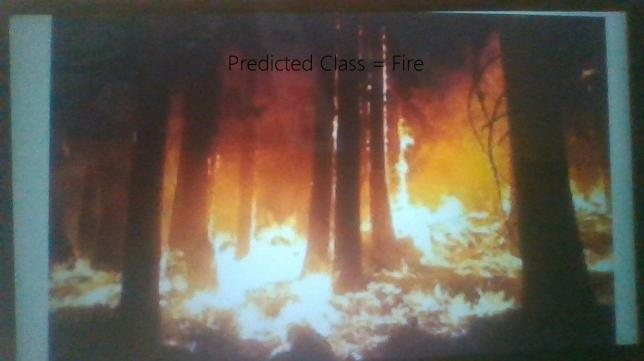 Predicted Class = Fire